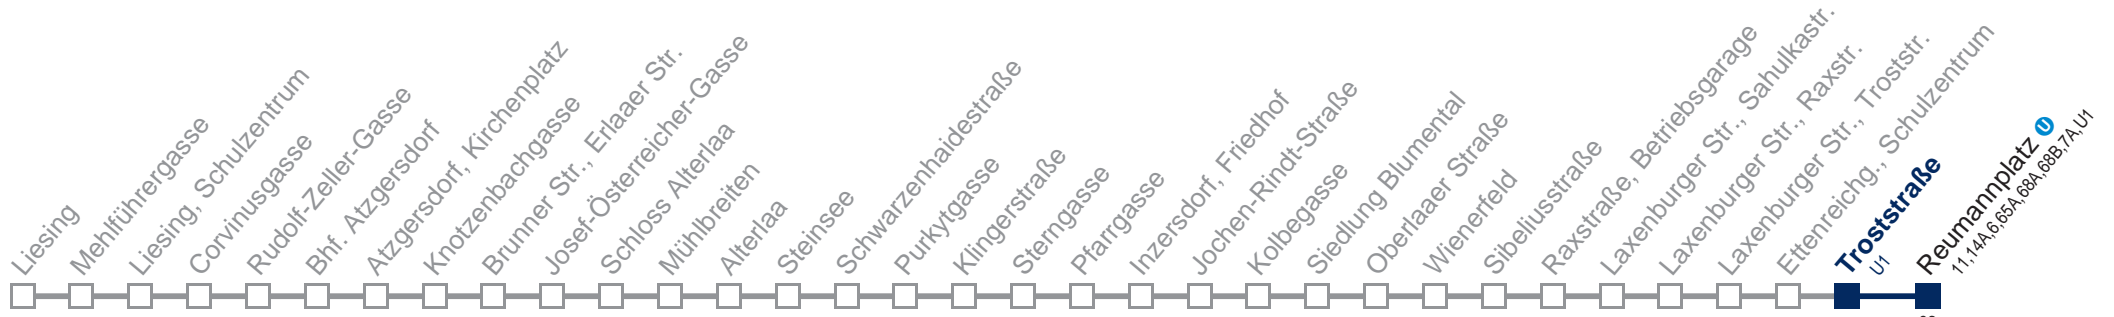 Liesing
Mehlführergasse
Liesing, Schulzentrum
Corvinusgasse
Rudolf-Zeller-Gasse
Bhf. Atzgersdorf
Atzgersdorf, Kirchenplatz
Knotzenbachgasse
Brunner Str., Erlaaer Str.
Josef-Österreicher-Gasse
Schloss Alterlaa
Mühlbreiten
Alterlaa
Steinsee
Schwarzenhaidestraße
Purkytgasse
Klingerstraße
Sterngasse
Pfarrgasse
Inzersdorf, Friedhof
Jochen-Rindt-Straße
Kolbegasse
Siedlung Blumental
Oberlaaer Straße
Wienerfeld
Sibeliusstraße
Raxstraße, Betriebsgarage
Laxenburger Str., Sahulkastr.
Laxenburger Str., Raxstr.
Laxenburger Str., Troststr.
Ettenreichg., Schulzentrum
Troststraße
U1
Reumannplatz U
11,14A,6,65A,68A,68B,7A,U1